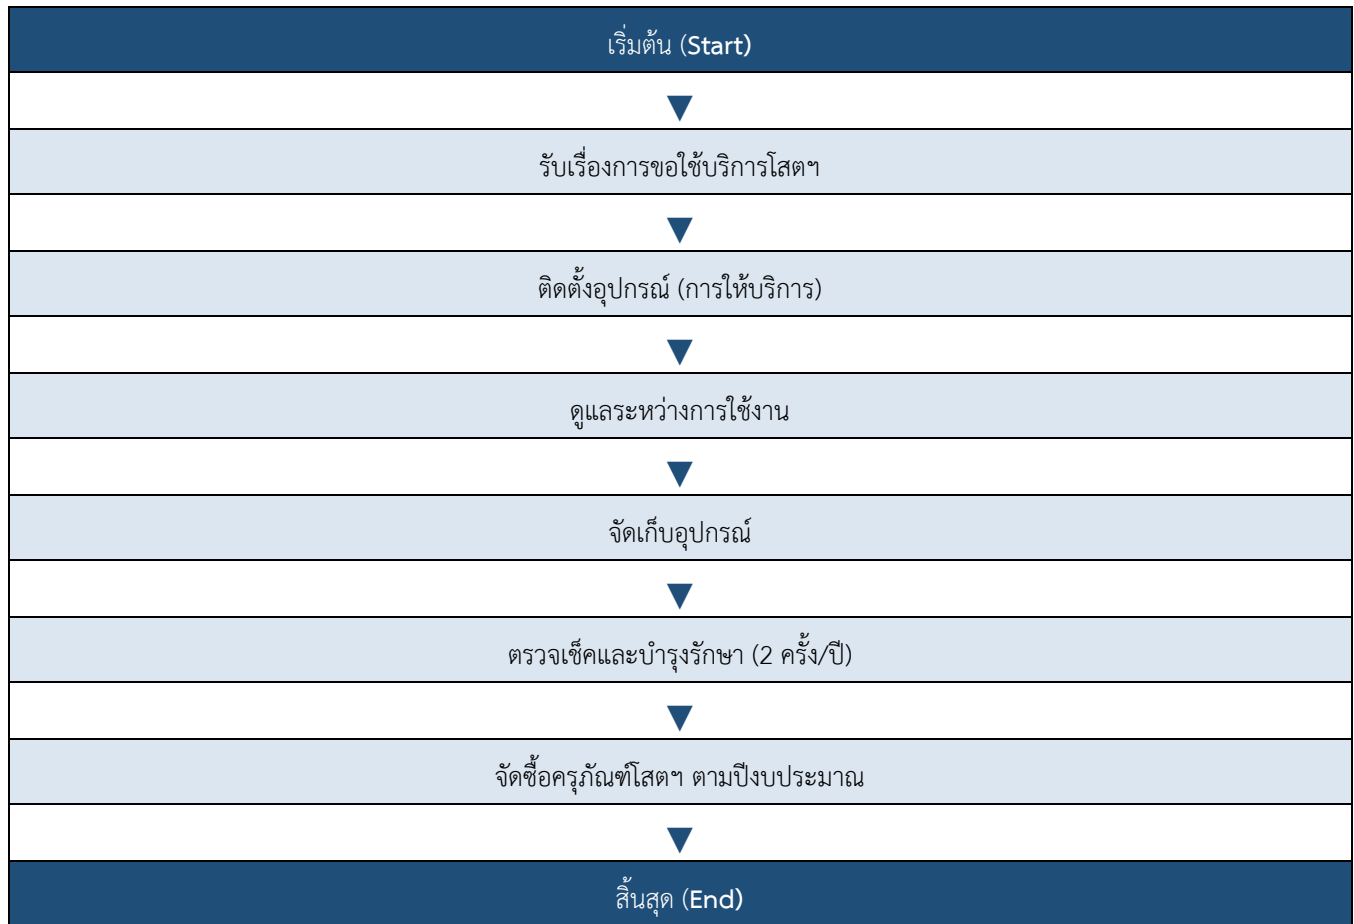 เริ่มต้น (Start)
รับเรื่องการขอใช้บริการโสตฯ
ติดตั้งอุปกรณ์ (การให้บริการ)
ดูแลระหว่างการใช้งาน
จัดเก็บอุปกรณ์
ตรวจเช็คและบำรุงรักษา (2 ครั้ง/ปี)
จัดซื้อครุภัณฑ์โสตฯ ตามปีงบประมาณ
สิ้นสุด (End)